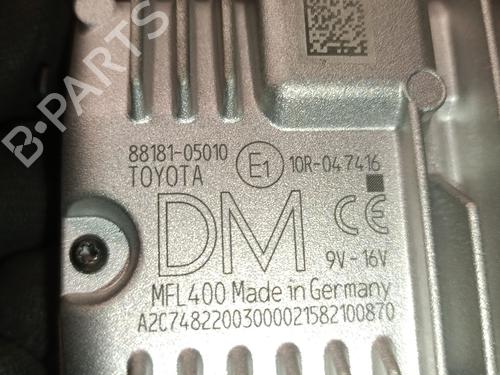 B-PARTS
88181-05010
TOYOTA
E1
10R-047416
DM
CE
9V - 16V
MFL400 Made in Germany
A2C74822003000021582100870